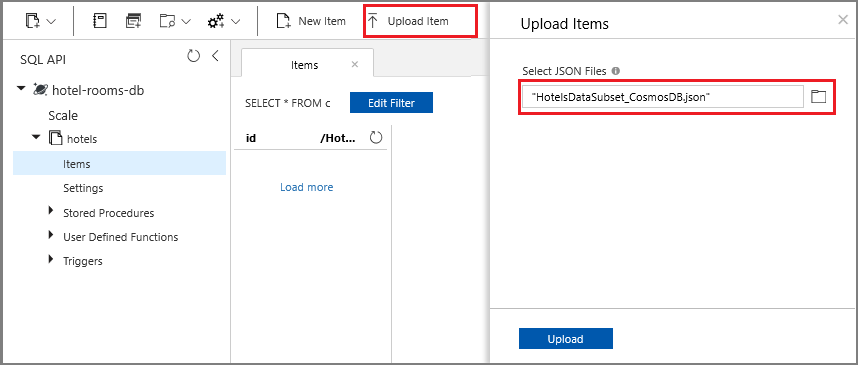 New Item
Upload Item
SQL API
hotel-rooms-db
Scale
hotels
Items
Settings
Stored Procedures
User Defined Functions
Triggers
Items
SELECT * FROM c
Edit Filter
id
/Hot...
Load more
Upload Items
Select JSON Files
"HotelsDataSubset_CosmosDB.json"
Upload